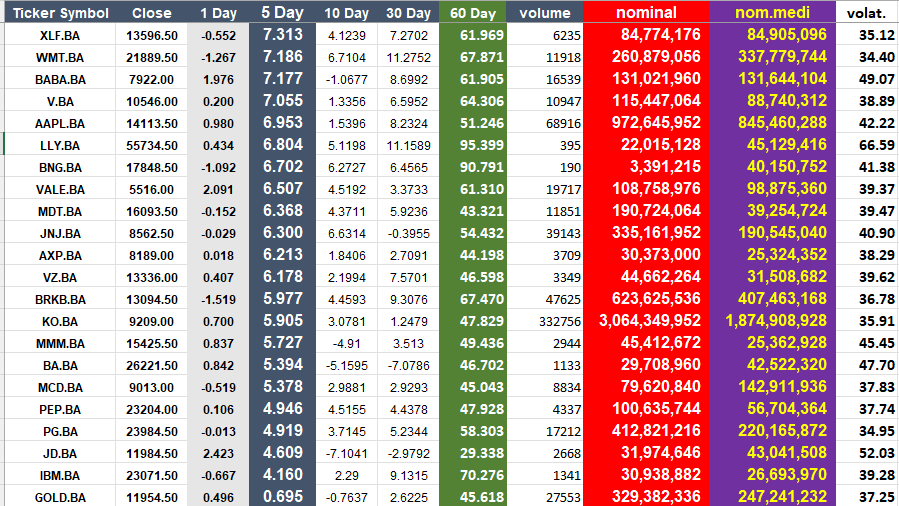 Ticker Symbol Close 1 Day 5 Day 10 Day 30 Day 60 Day volume nominal nom.medi volat.
XLF.BA 13596.50 -0.552 7.313 4.1239 7.2702 61.969 6235 84,774,176 84,905,096 35.12
WMT.BA 21889.50 -1.267 7.186 6.7104 11.2752 67.871 11918 260,879,056 337,779,744 34.40
BABA.BA 7922.00 1.976 7.177 -1.0677 8.6992 61.905 16539 131,021,960 131,644,104 49.07
V.BA 10546.00 0.200 7.055 1.3356 6.5952 64.306 10947 115,447,064 88,740,312 38.89
AAPL.BA 14113.50 0.980 6.953 1.5396 8.2324 51.246 68916 972,645,952 845,460,288 42.22
LLY.BA 55734.50 0.434 6.804 5.1198 11.1589 95.399 395 22,015,128 45,129,416 66.59
BNG.BA 17848.50 -1.092 6.702 6.2727 6.4565 90.791 190 3,391,215 40,150,752 41.38
VALE.BA 5516.00 2.091 6.507 4.5192 3.3733 61.310 19717 108,758,976 98,875,360 39.37
MDT.BA 16093.50 -0.152 6.368 4.3711 5.9236 43.321 11851 190,724,064 39,254,724 39.47
JNJ.BA 8562.50 -0.029 6.300 6.6314 -0.3955 54.432 39143 335,161,952 190,545,040 40.90
AXP.BA 8189.00 0.018 6.213 1.8406 2.7091 44.198 3709 30,373,000 25,324,352 38.29
VZ.BA 13336.00 0.407 6.178 2.1994 7.5701 46.598 3349 44,662,264 31,508,682 39.62
BRKB.BA 13094.50 -1.519 5.977 4.4593 9.3076 67.470 47625 623,625,536 407,463,168 36.78
KO.BA 9209.00 0.700 5.905 3.0781 1.2479 47.829 332756 3,064,349,952 1,874,908,928 35.91
MMM.BA 15425.50 0.837 5.727 -4.91 3.513 49.436 2944 45,412,672 25,362,928 45.45
BA.BA 26221.50 0.842 5.394 -5.1595 -7.0786 46.702 1133 29,708,960 42,522,320 47.70
MCD.BA 9013.00 -0.519 5.378 2.9881 2.9293 45.043 8834 79,620,840 142,911,936 37.83
PEP.BA 23204.00 0.106 4.946 4.5155 4.4378 47.928 4337 100,635,744 56,704,364 37.74
PG.BA 23984.50 -0.013 4.919 3.7145 5.2344 58.303 17212 412,821,216 220,165,872 34.95
JD.BA 11984.50 2.423 4.609 -7.1041 -2.9792 29.338 2668 31,974,646 43,041,508 52.03
IBM.BA 23071.50 -0.667 4.160 2.29 9.1315 70.276 1341 30,938,882 26,693,970 39.28
GOLD.BA 11954.50 0.496 0.695 -0.7637 2.6225 45.618 27553 329,382,336 247,241,232 37.25